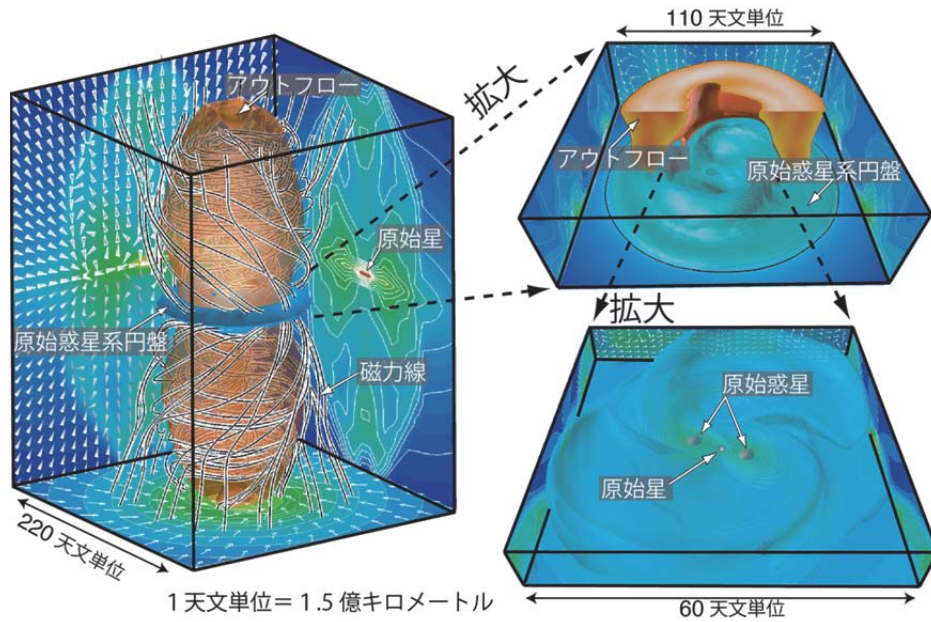 アウトフロー
原始星
原始惑星系円盤
磁力線
220 天文単位
1天文単位＝1.5億キロメートル
拡大
110 天文単位
アウトフロー
原始惑星系円盤
拡大
原始惑星
原始星
60 天文単位